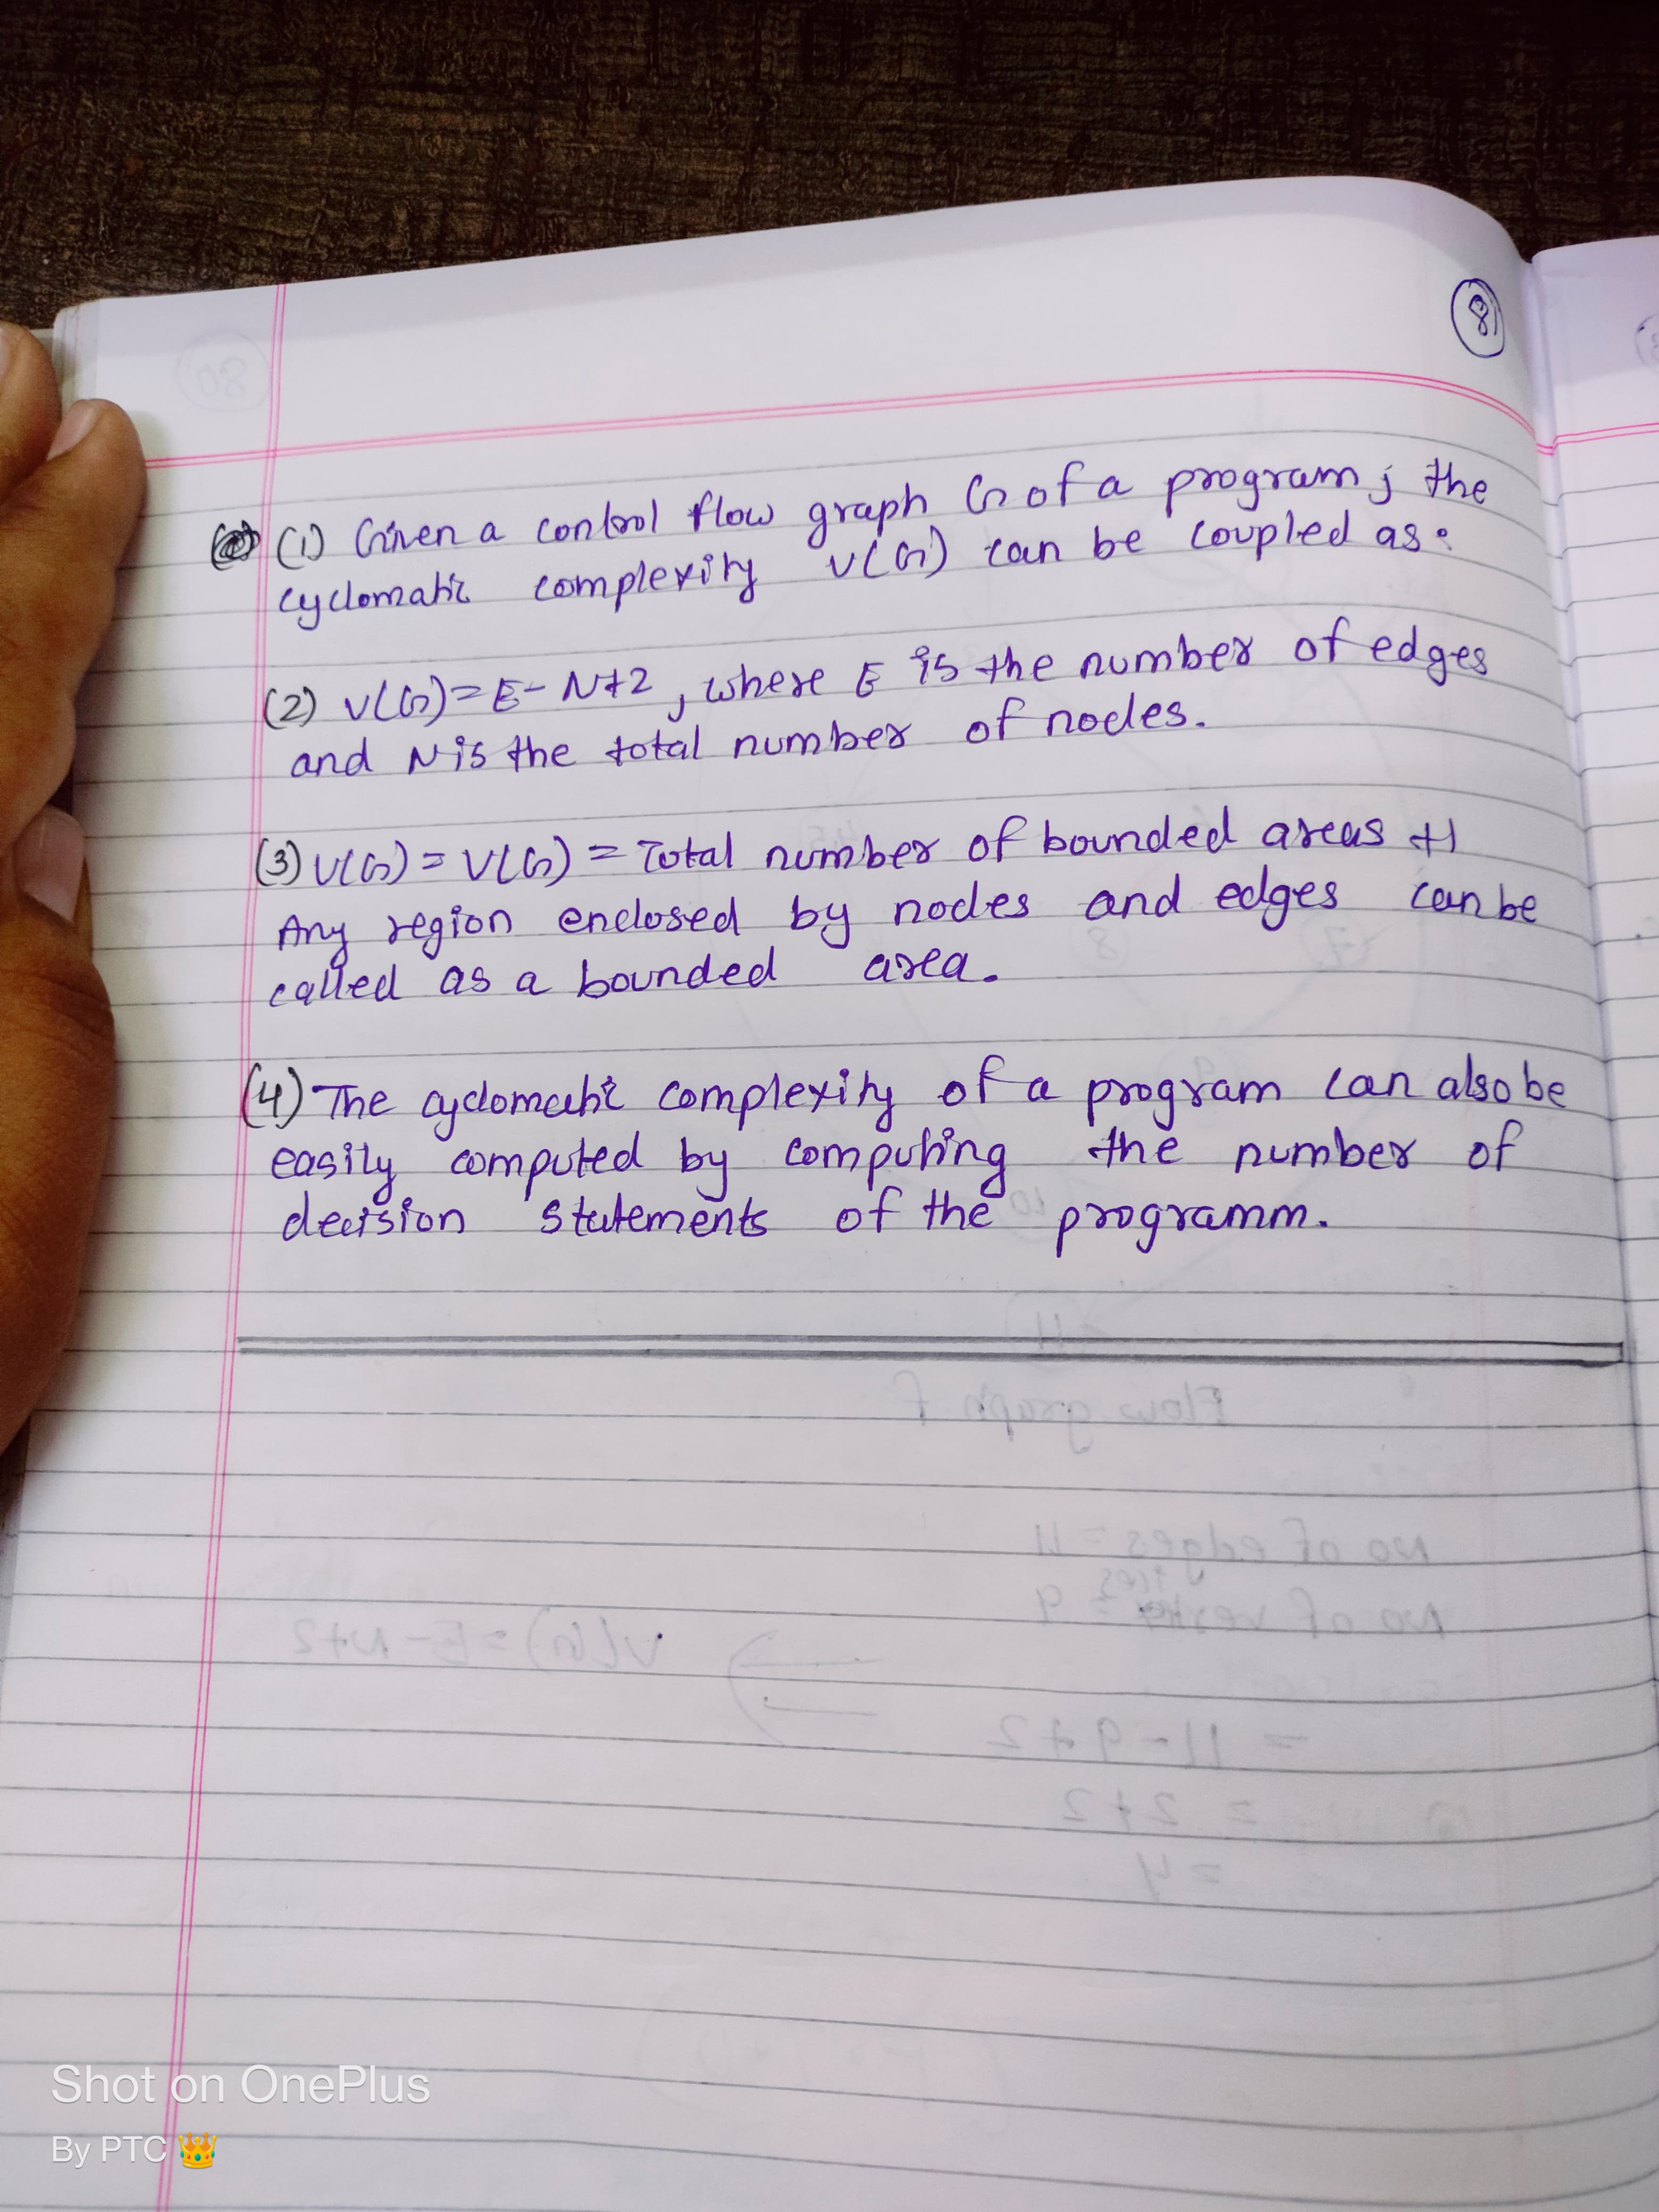 81
(1) Given a control flow graph G of a program; the
cyclomatic complexity V(G) can be coupled as:
(2) V(G) = E - N+2, where E is the number of edges
and N is the total number of nodes.
(3) V(G) = V(G) = Total number of bounded areas +1
Any region enclosed by nodes and edges can be
called as a bounded area.
(4) The cyclomatic complexity of a program can also be
easily computed by computing the number of
decision statements of the programm.
Shot on OnePlus
By PTC 👑